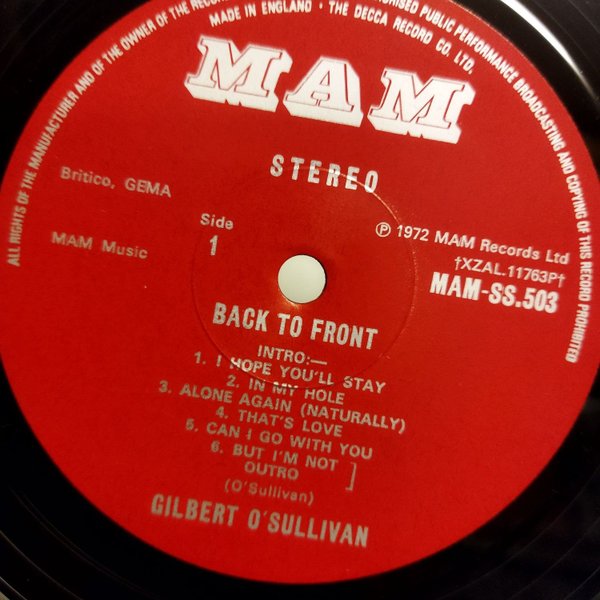 ALL RIGHTS OF THE MANUFACTURER AND OF THE OWNER OF THE RECOR
HORISED PUBLIC PERFORMANCE BROADCASTING AND COPYING OF THIS RECORD PROHIBITED
MADE IN ENGLAND • THE DECCA RECORD CO. LTD.
MAM
STEREO
Britico, GEMA
MAM Music
Side
1
Ⓟ 1972 MAM Records Ltd
†XZAL.11763P†
MAM-SS.503
BACK TO FRONT
INTRO:—
1. I HOPE YOU'LL STAY
2. IN MY HOLE
3. ALONE AGAIN (NATURALLY)
4. THAT'S LOVE
5. CAN I GO WITH YOU
6. BUT I'M NOT
OUTRO ]
(O'Sullivan)
GILBERT O'SULLIVAN